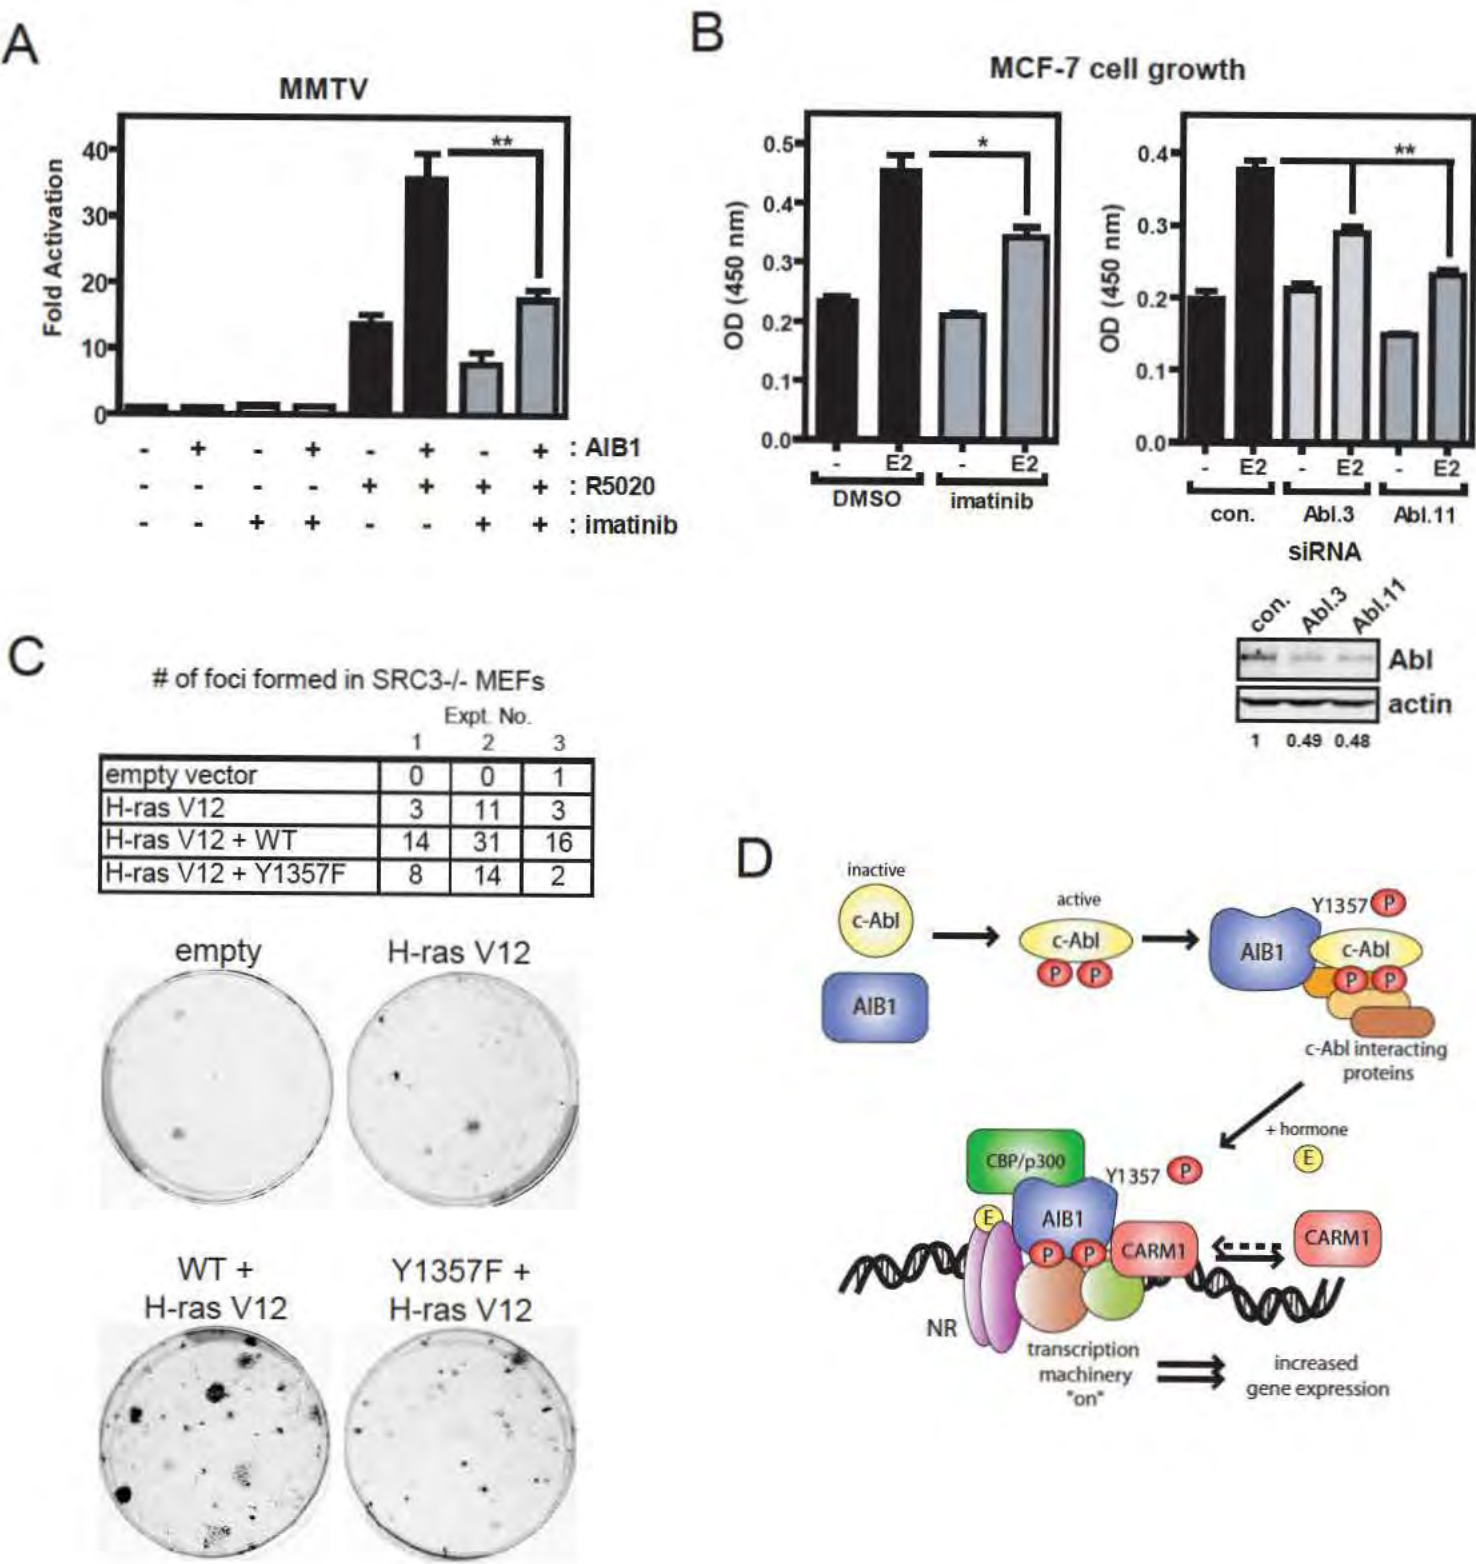 A
MMTV
Fold Activation
40
30
20
10
0
**
- + - + - + - + : AIB1
- - - - + + + + : R5020
- - + + - - + + : imatinib
B
MCF-7 cell growth
OD (450 nm)
0.5
0.4
0.3
0.2
0.1
0.0
*
- E2 - E2
DMSO imatinib
OD (450 nm)
0.4
0.3
0.2
0.1
0.0
**
- E2 - E2 - E2
con. Abl.3 Abl.11
siRNA
con. Abl.3 Abl.11
Abl
actin
1 0.49 0.48
C
# of foci formed in SRC3-/- MEFs
Expt. No.
1 2 3
empty vector 0 0 1
H-ras V12 3 11 3
H-ras V12 + WT 14 31 16
H-ras V12 + Y1357F 8 14 2
empty
H-ras V12
WT +
H-ras V12
Y1357F +
H-ras V12
D
inactive
c-Abl
AIB1
active
c-Abl
P P
Y1357 P
AIB1
c-Abl
P P
c-Abl interacting
proteins
+ hormone
E
CBP/p300
Y1357 P
E
AIB1
P P
CARM1
CARM1
NR
transcription
machinery
"on"
increased
gene expression